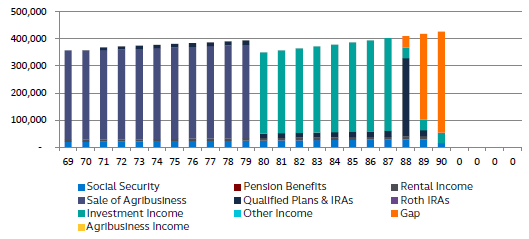 500,000
400,000
300,000
200,000
100,000
-
69 70 71 72 73 74 75 76 77 78 79 80 81 82 83 84 85 86 87 88 89 90 0 0 0 0
Social Security Pension Benefits Rental Income
Sale of Agribusiness Qualified Plans & IRAs Roth IRAs
Investment Income Other Income Gap
Agribusiness Income